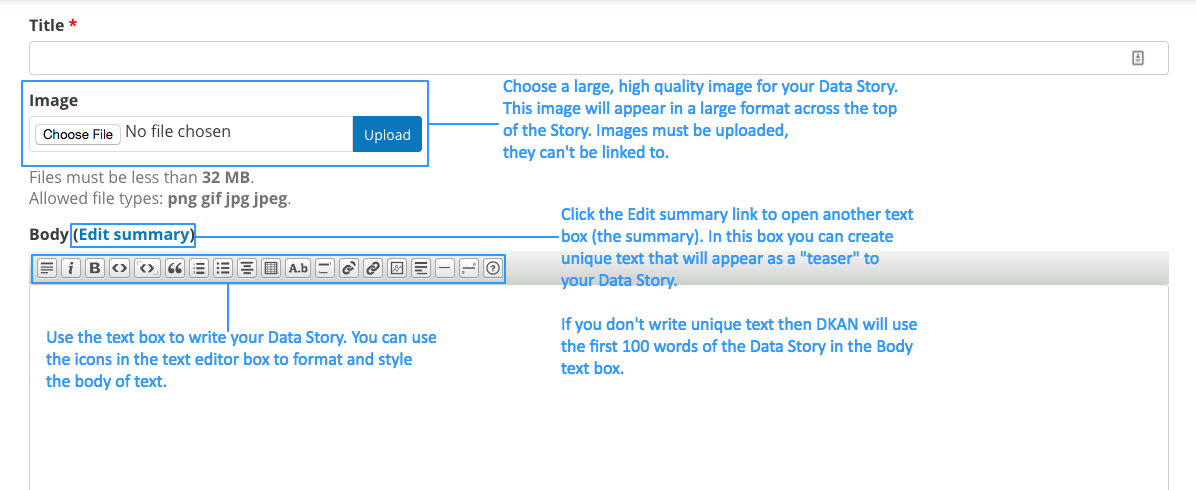 Title *
Image
Choose File No file chosen
Upload
Choose a large, high quality image for your Data Story.
This image will appear in a large format across the top
of the Story. Images must be uploaded,
they can't be linked to.
Files must be less than 32 MB.
Allowed file types: png gif jpg jpeg.
Body (Edit summary)
Click the Edit summary link to open another text
box (the summary). In this box you can create
unique text that will appear as a "teaser" to
your Data Story.
i B <> <> A.b ?
Use the text box to write your Data Story. You can use
the icons in the text editor box to format and style
the body of text.
If you don't write unique text then DKAN will use
the first 100 words of the Data Story in the Body
text box.